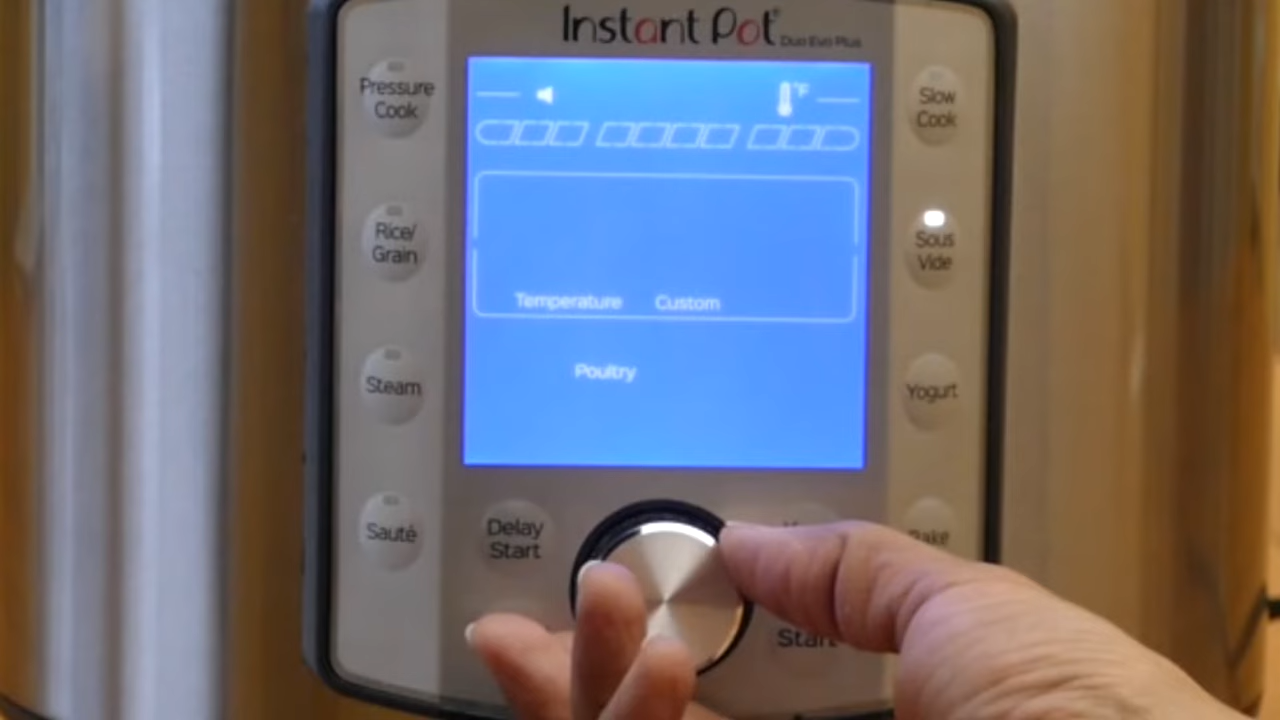 Instant Pot®
Duo Evo Plus
Pressure
Cook
Rice/
Grain
Steam
Sauté
°F
Temperature Custom
Poultry
Slow
Cook
Sous
Vide
Yogurt
Delay
Start
Start